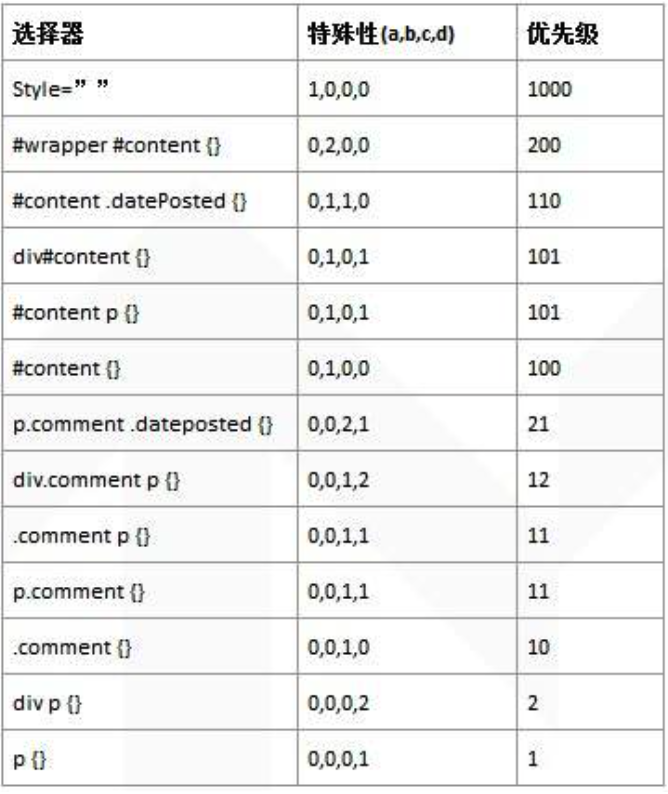 选择器 特殊性(a,b,c,d) 优先级
Style=” ” 1,0,0,0 1000
#wrapper #content {} 0,2,0,0 200
#content .datePosted {} 0,1,1,0 110
div#content {} 0,1,0,1 101
#content p {} 0,1,0,1 101
#content {} 0,1,0,0 100
p.comment .dateposted {} 0,0,2,1 21
div.comment p {} 0,0,1,2 12
.comment p {} 0,0,1,1 11
p.comment {} 0,0,1,1 11
.comment {} 0,0,1,0 10
div p {} 0,0,0,2 2
p {} 0,0,0,1 1